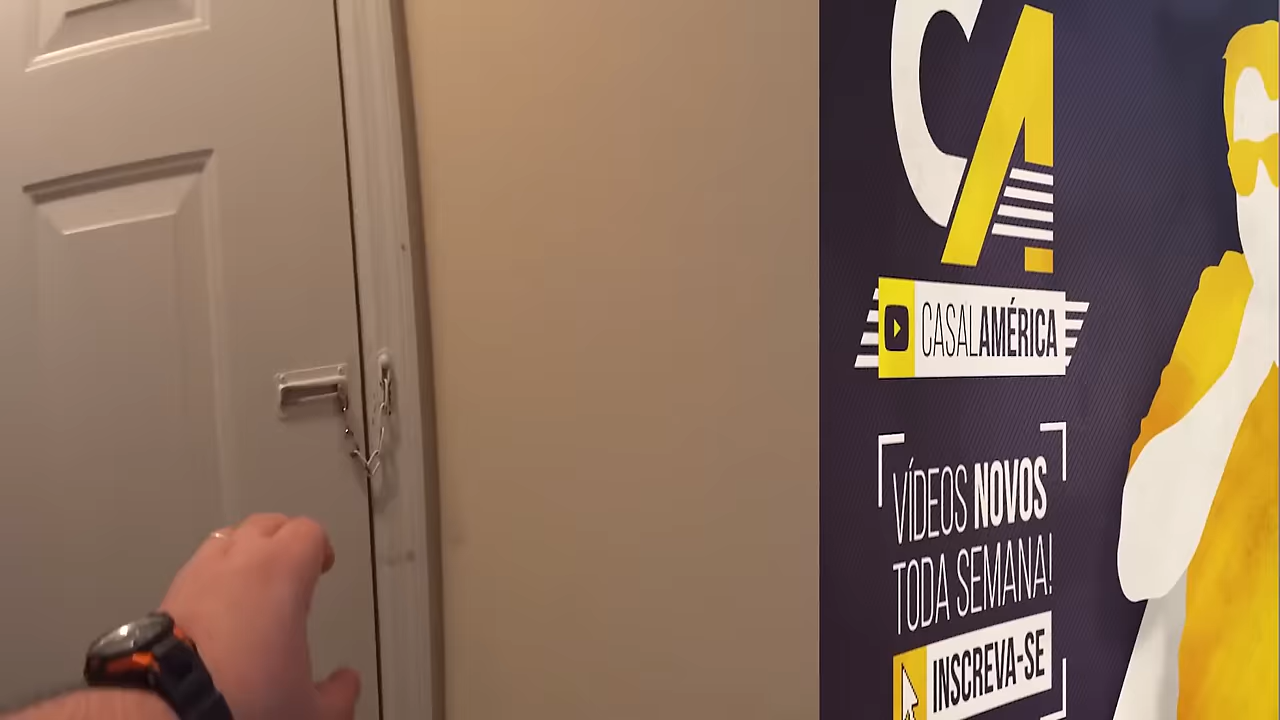 CA
CASALAMÉRICA
VÍDEOS NOVOS
TODA SEMANA!
INSCREVA-SE